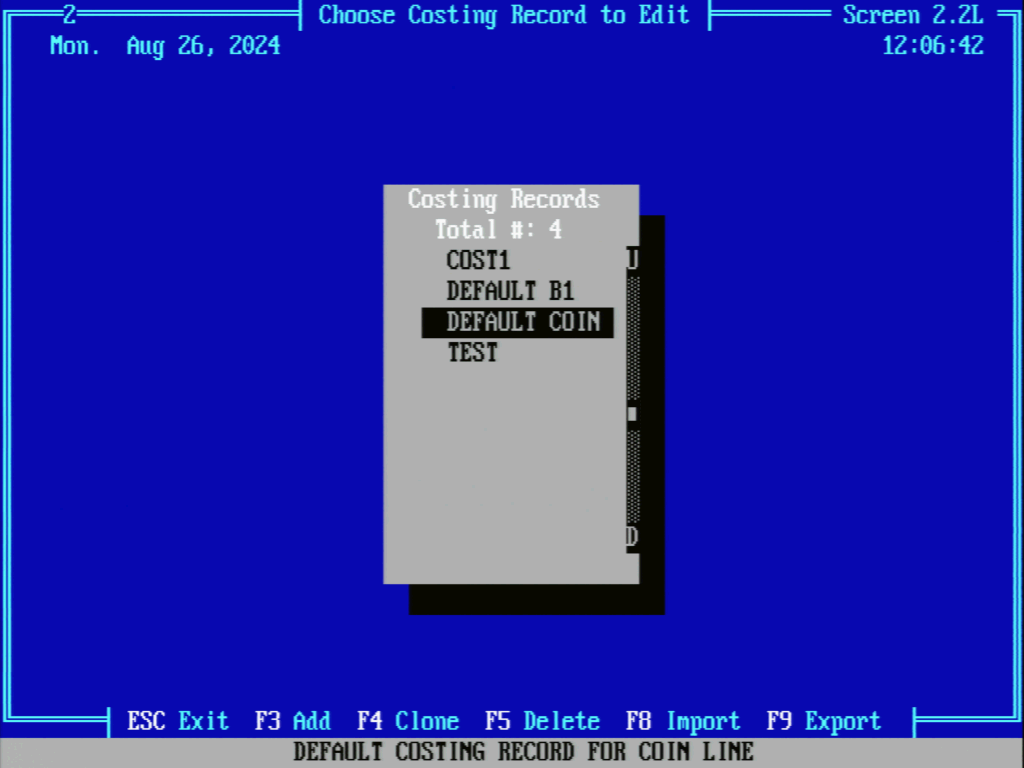 2 Choose Costing Record to Edit Screen 2.2L
Mon. Aug 26, 2024 12:06:42
Costing Records
Total #: 4
COST1 U
DEFAULT B1
DEFAULT COIN
TEST
D
ESC Exit F3 Add F4 Clone F5 Delete F8 Import F9 Export
DEFAULT COSTING RECORD FOR COIN LINE